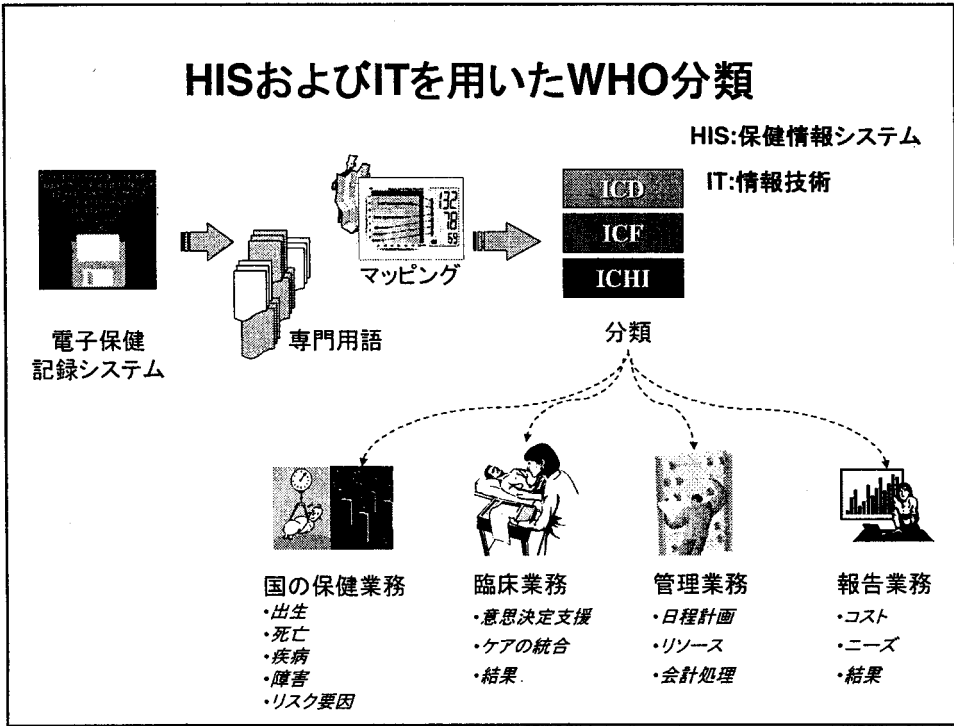 HISおよびITを用いたWHO分類
HIS:保健情報システム
IT:情報技術
ICD
ICF
ICHI
132
78
59
マッピング
専門用語
電子保健
記録システム
分類
国の保健業務
・出生
・死亡
・疾病
・障害
・リスク要因
臨床業務
・意思決定支援
・ケアの統合
・結果
管理業務
・日程計画
・リソース
・会計処理
報告業務
・コスト
・ニーズ
・結果